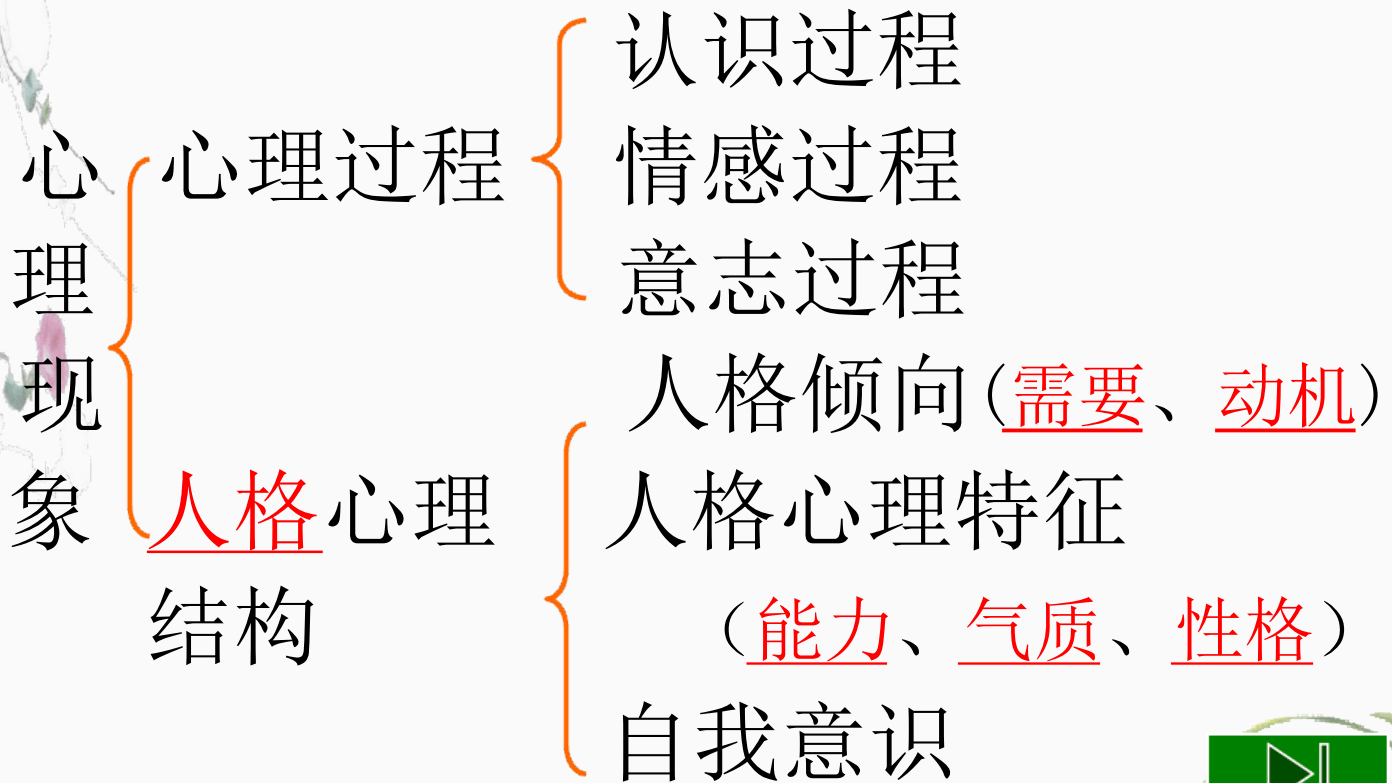 心理现象
心理过程
认识过程
情感过程
意志过程
人格心理
结构
人格倾向(需要、动机)
人格心理特征
（能力、气质、性格）
自我意识